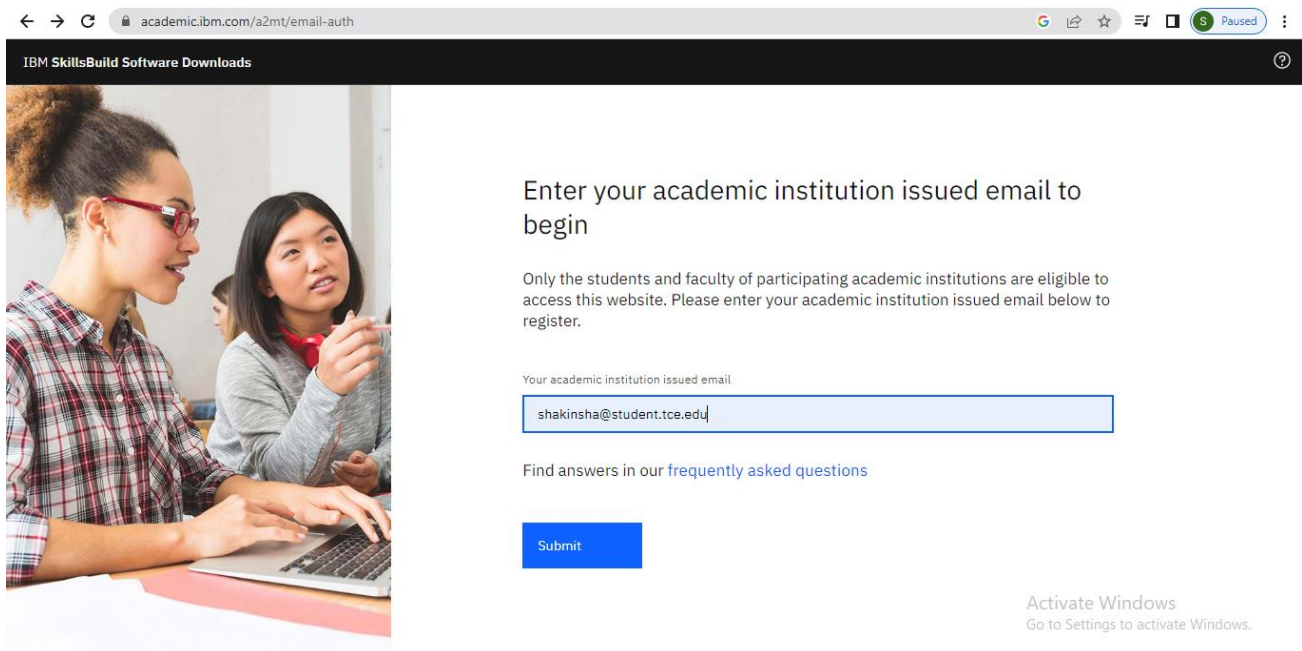 academic.ibm.com/a2mt/email-auth
G
S Paused
IBM SkillsBuild Software Downloads
?
Enter your academic institution issued email to
begin
Only the students and faculty of participating academic institutions are eligible to
access this website. Please enter your academic institution issued email below to
register.
Your academic institution issued email
shakinsha@student.tce.edu
Find answers in our frequently asked questions
Submit
Activate Windows
Go to Settings to activate Windows.